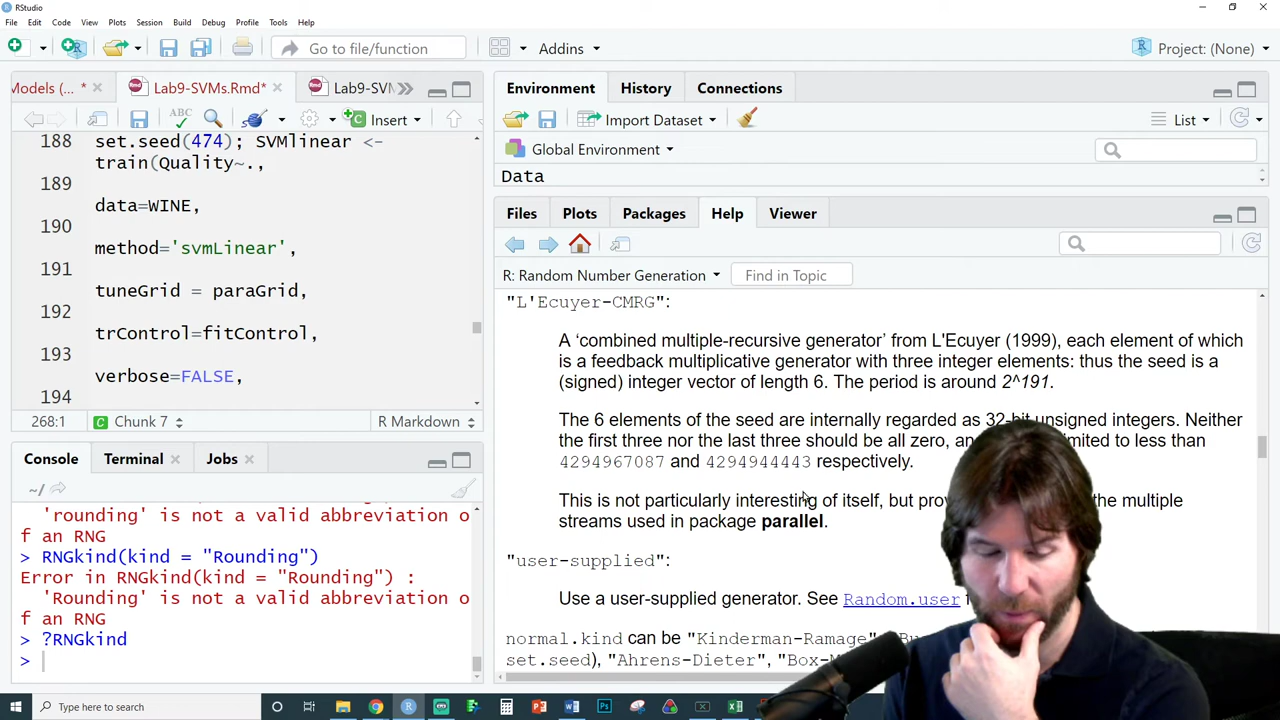 RStudio
File Edit Code View Plots Session Build Debug Profile Tools Help
Go to file/function
Addins
Project: (None)
Models (... *
Lab9-SVMs.Rmd*
Lab9-SV
Insert
188 set.seed(474); SVMlinear <-
train(Quality~.,
189
data=WINE,
190
method='svmLinear',
191
tuneGrid = paraGrid,
192
trControl=fitControl,
193
verbose=FALSE,
194
268:1
Chunk 7
R Markdown
Console Terminal Jobs
~/
'rounding' is not a valid abbreviation o
f an RNG
> RNGkind(kind = "Rounding")
Error in RNGkind(kind = "Rounding") :
'Rounding' is not a valid abbreviation o
f an RNG
> ?RNGkind
>
Environment History Connections
Import Dataset
List
Global Environment
Data
Files Plots Packages Help Viewer
R: Random Number Generation
Find in Topic
"L'Ecuyer-CMRG":
A ‘combined multiple-recursive generator’ from L'Ecuyer (1999), each element of which
is a feedback multiplicative generator with three integer elements: thus the seed is a
(signed) integer vector of length 6. The period is around 2^191.
The 6 elements of the seed are internally regarded as 32-bit unsigned integers. Neither
the first three nor the last three should be all zero, an limited to less than
4294967087 and 4294944443 respectively.
This is not particularly interesting of itself, but pro the multiple
streams used in package parallel.
"user-supplied":
Use a user-supplied generator. See Random.user
normal.kind can be "Kinderman-Ramage"
set.seed), "Ahrens-Dieter", "Box-M
Type here to search